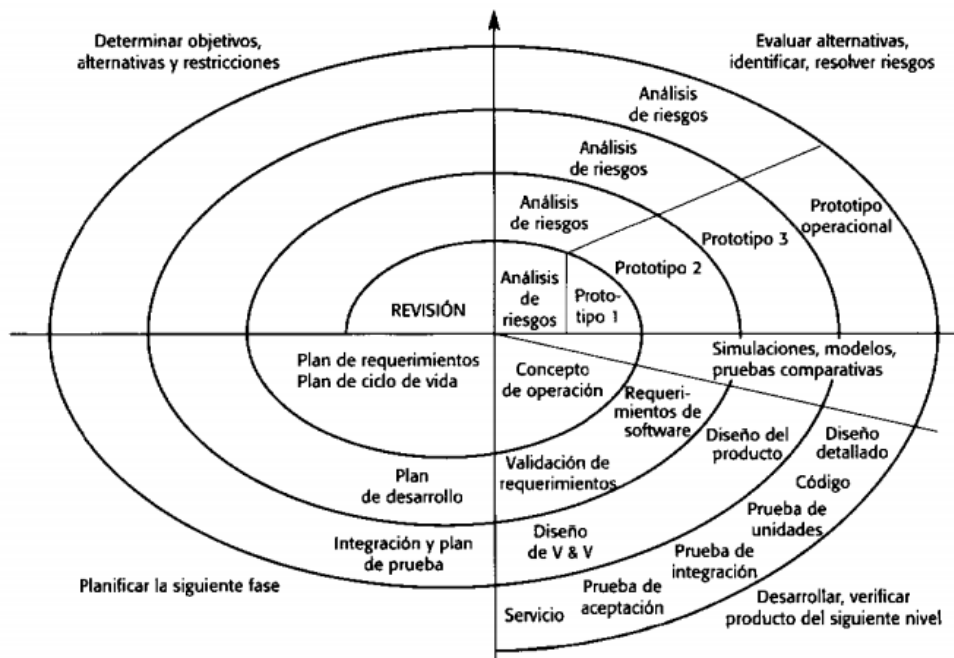 Determinar objetivos,
alternativas y restricciones
Evaluar alternativas,
identificar, resolver riesgos
Análisis
de riesgos
Análisis
de riesgos
Análisis
de riesgos
Análisis
de
riesgos
Proto-
tipo 1
Prototipo 2
Prototipo 3
Prototipo
operacional
REVISIÓN
Plan de requerimientos
Plan de ciclo de vida
Concepto
de operación
Simulaciones, modelos,
pruebas comparativas
Requeri-
mientos de
software
Diseño del
producto
Diseño
detallado
Código
Prueba de
unidades
Prueba de
integración
Prueba de
aceptación
Servicio
Validación de
requerimientos
Diseño
de V & V
Plan
de desarrollo
Integración y plan
de prueba
Planificar la siguiente fase
Desarrollar, verificar
producto del siguiente nivel